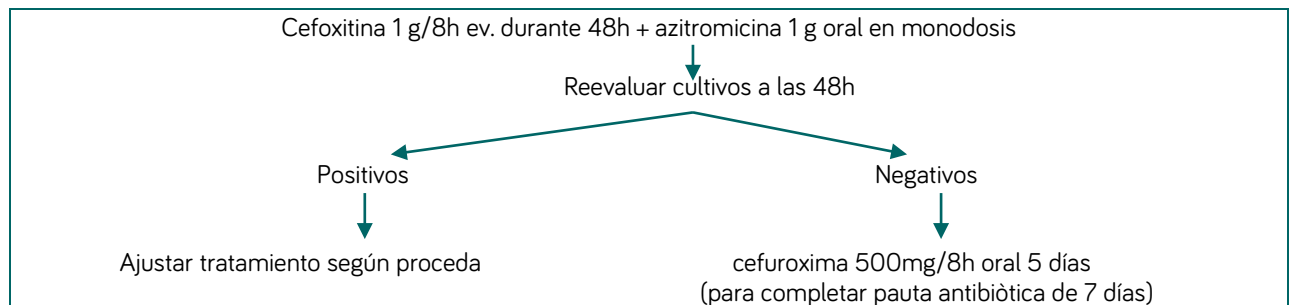 Cefoxitina 1 g/8h ev. durante 48h + azitromicina 1 g oral en monodosis
Reevaluar cultivos a las 48h
Positivos
Negativos
Ajustar tratamiento según proceda
cefuroxima 500mg/8h oral 5 días
(para completar pauta antibiòtica de 7 días)